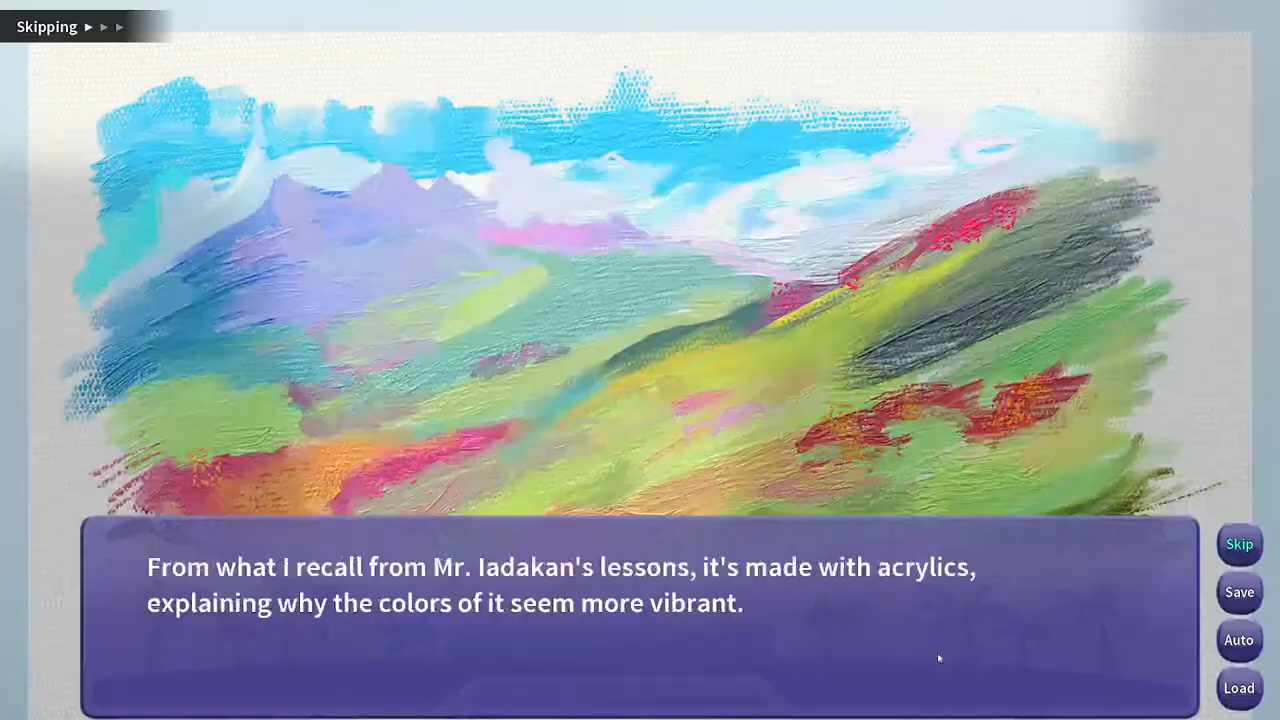 Skipping
From what I recall from Mr. Iadakan's lessons, it's made with acrylics,
explaining why the colors of it seem more vibrant.
Skip
Save
Auto
Load